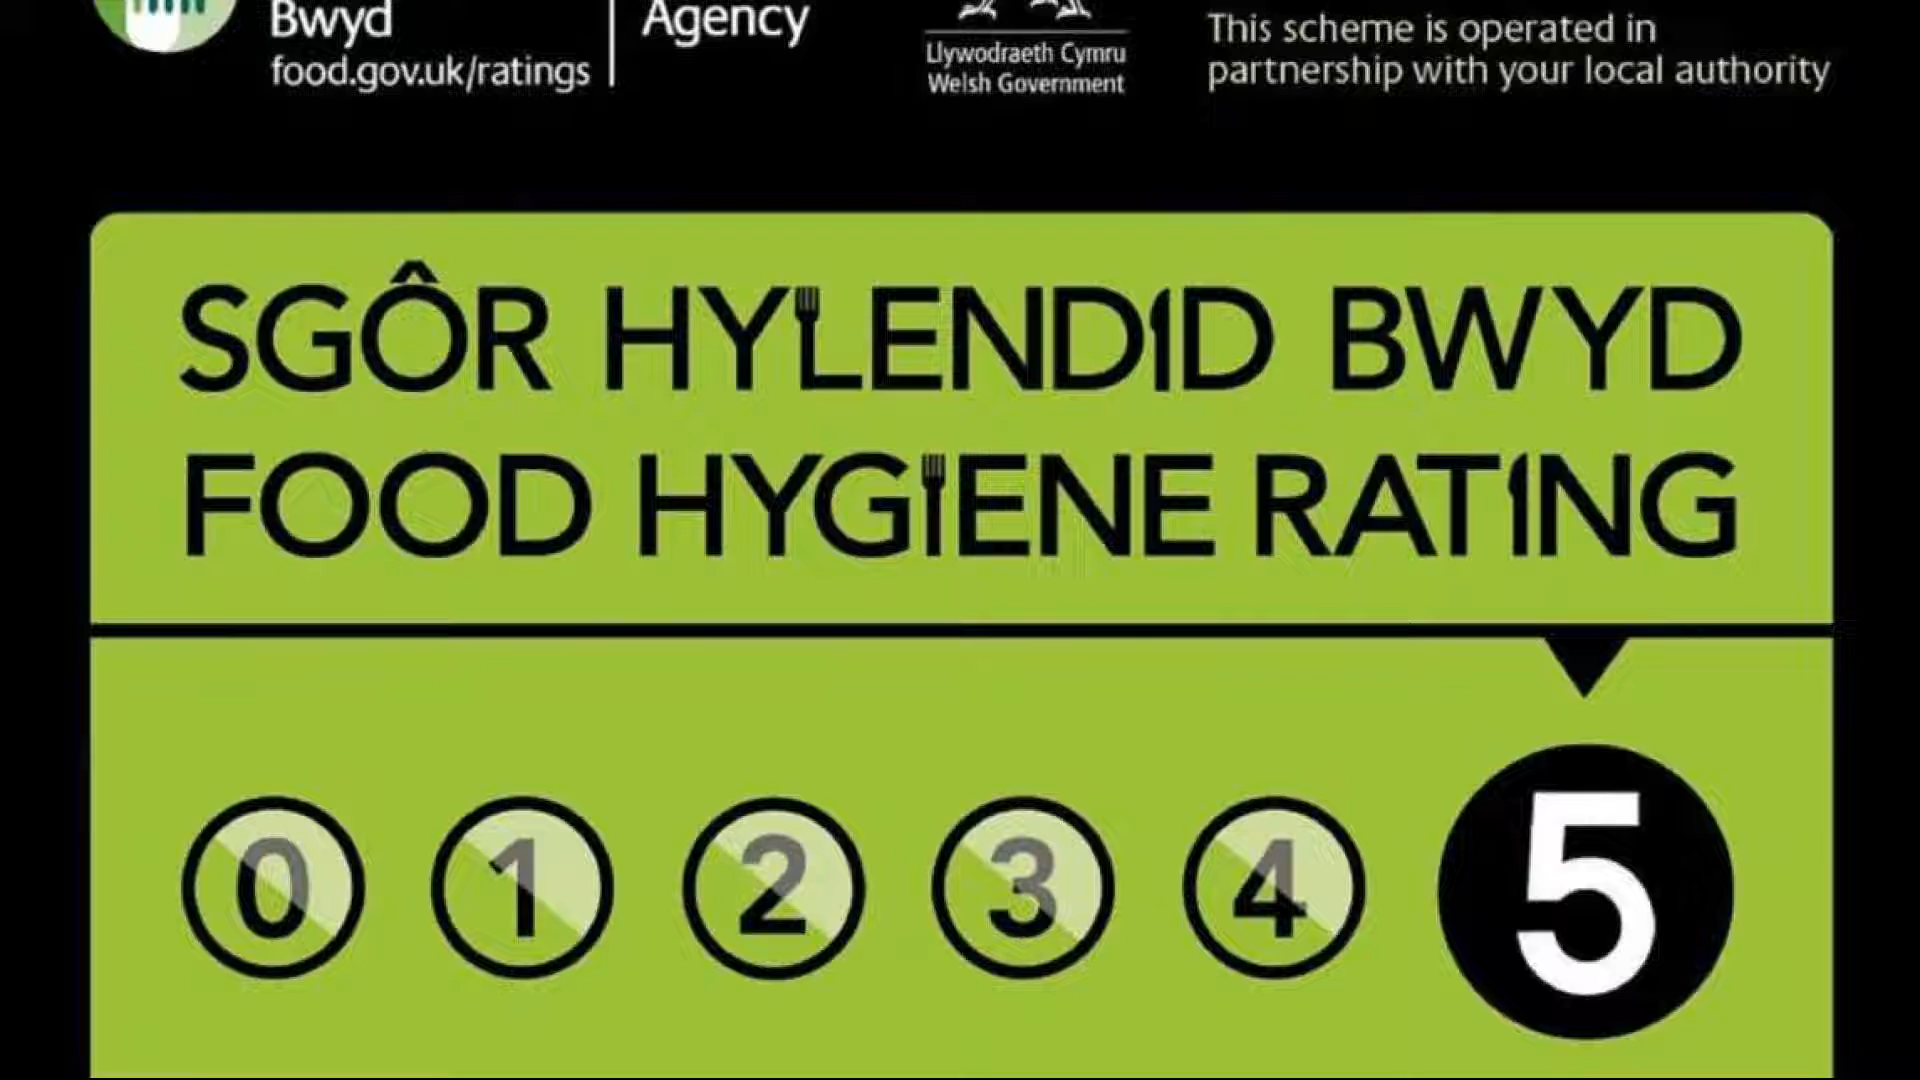 Bwyd
food.gov.uk/ratings
Agency
Llywodraeth Cymru
Welsh Government
This scheme is operated in
partnership with your local authority
SGÔR HYLENDID BWYD
FOOD HYGIENE RATING
0 1 2 3 4 5